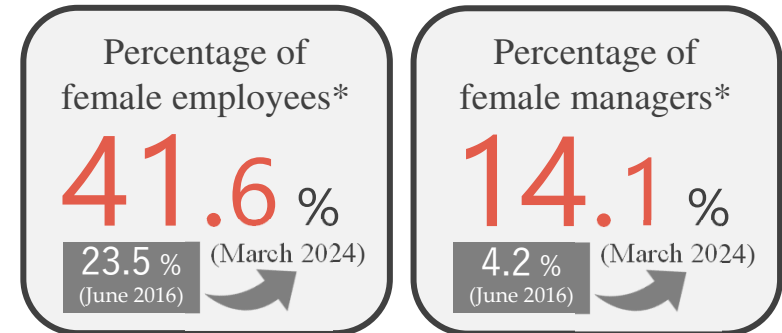 Percentage of
female employees*
41.6 %
(March 2024)
23.5 %
(June 2016)
Percentage of
female managers*
14.1 %
(March 2024)
4.2 %
(June 2016)